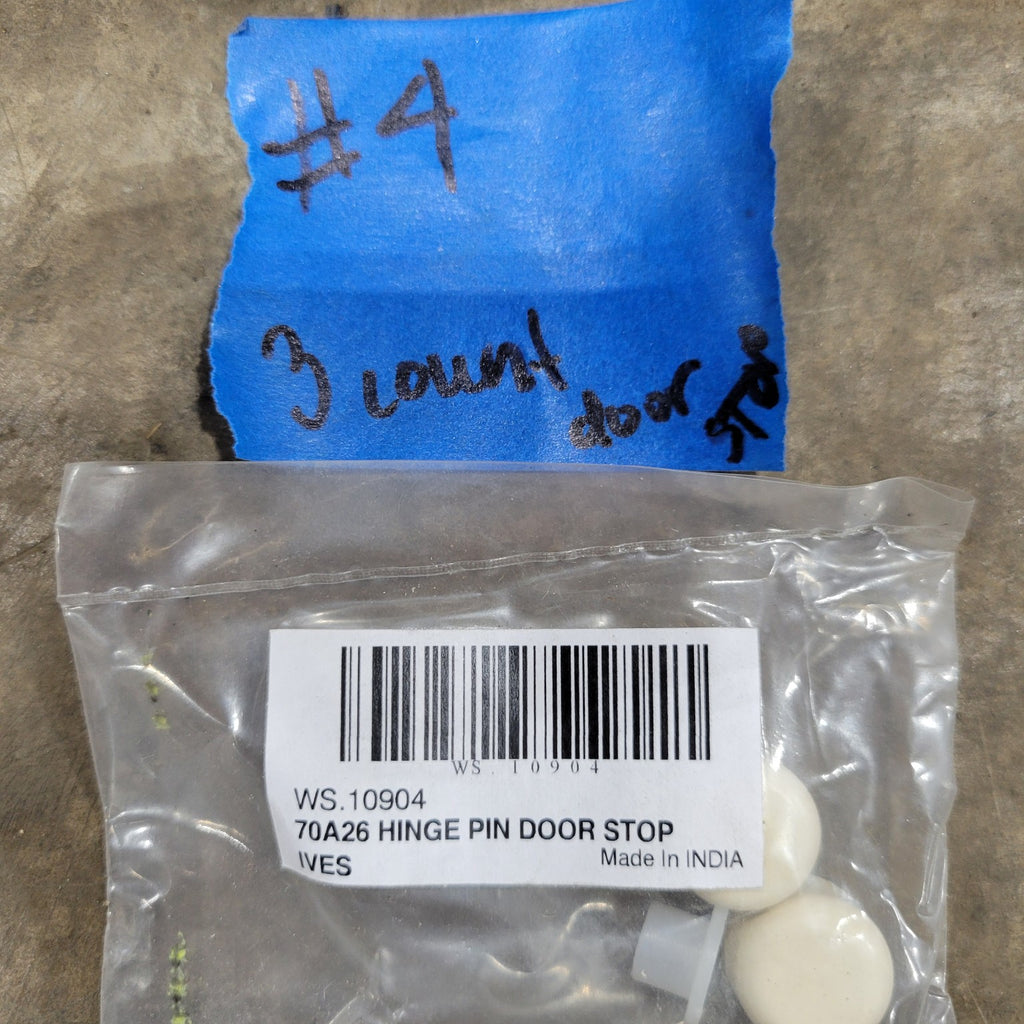 #4
3 count door stop
WS.10904
WS.10904
70A26 HINGE PIN DOOR STOP
IVES
Made In INDIA